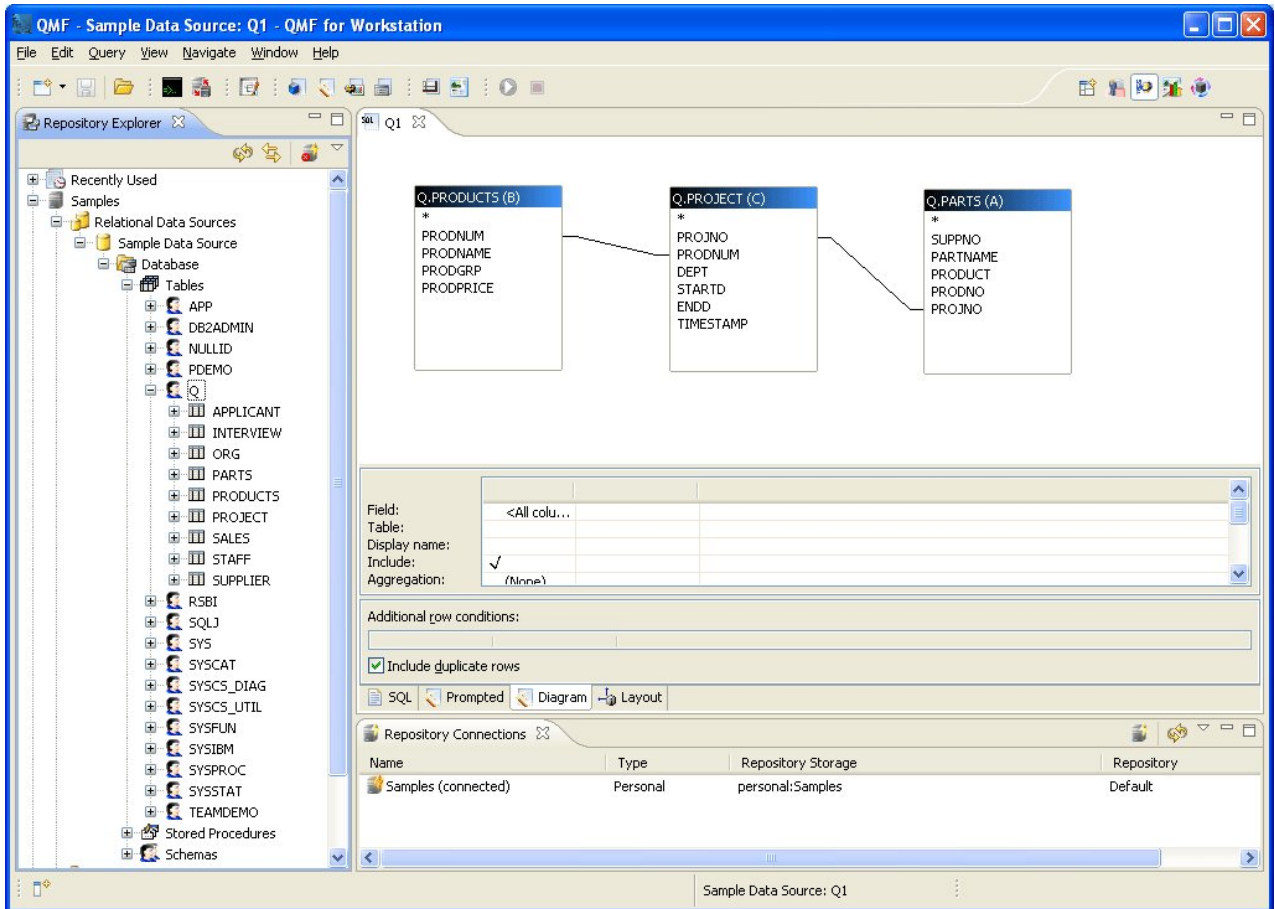 QMF - Sample Data Source: Q1 - QMF for Workstation
File Edit Query View Navigate Window Help
Repository Explorer
Recently Used
Samples
Relational Data Sources
Sample Data Source
Database
Tables
APP
DB2ADMIN
NULLID
PDEMO
Q
APPLICANT
INTERVIEW
ORG
PARTS
PRODUCTS
PROJECT
SALES
STAFF
SUPPLIER
RSBI
SQLJ
SYS
SYSCAT
SYSCS_DIAG
SYSCS_UTIL
SYSFUN
SYSIBM
SYSPROC
SYSSTAT
TEAMDEMO
Stored Procedures
Schemas
SQL Q1
Q.PRODUCTS (B)
*
PRODNUM
PRODNAME
PRODGRP
PRODPRICE
Q.PROJECT (C)
*
PROJNO
PRODNUM
DEPT
STARTD
ENDD
TIMESTAMP
Q.PARTS (A)
*
SUPPNO
PARTNAME
PRODUCT
PRODNO
PROJNO
Field: <All colu...
Table:
Display name:
Include:
Aggregation: (None)
Additional row conditions:
Include duplicate rows
SQL Prompted Diagram Layout
Repository Connections
Name Type Repository Storage Repository
Samples (connected) Personal personal:Samples Default
Sample Data Source: Q1